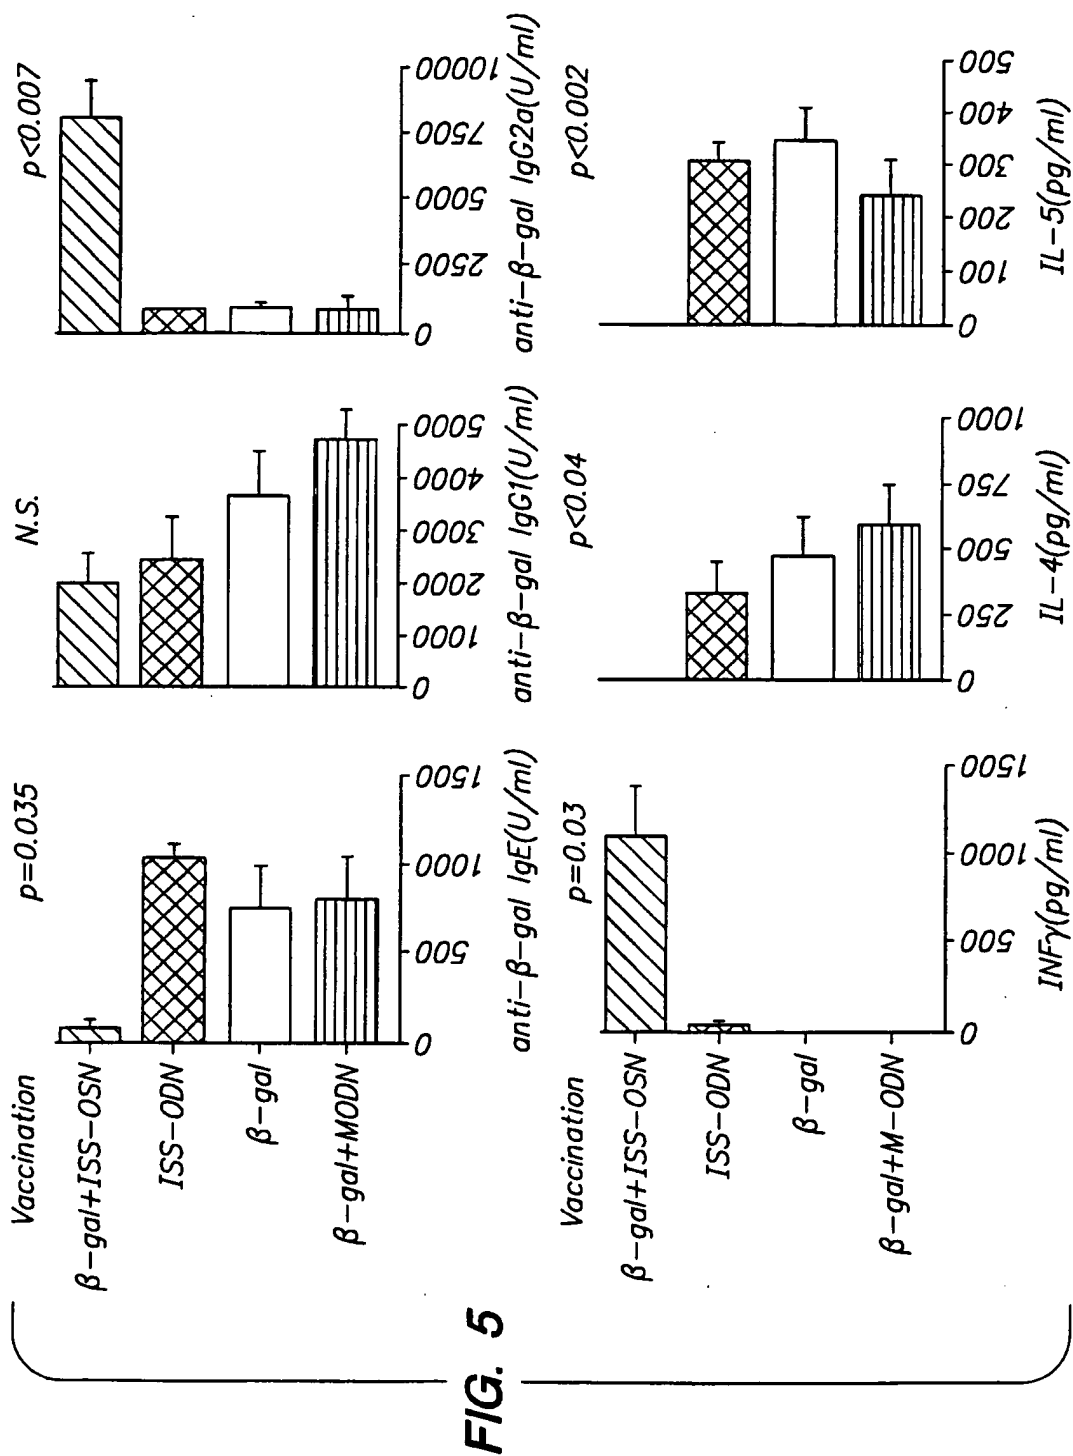 Vaccination
p=0.035
N.S.
p<0.007
β-gal+ISS-OSN
ISS-ODN
β-gal
β-gal+MODN
0
500
1000
1500
anti-β-gal IgE(U/ml)
0
1000
2000
3000
4000
5000
anti-β-gal IgG1(U/ml)
0
2500
5000
7500
10000
anti-β-gal IgG2a(U/ml)
Vaccination
p=0.03
p<0.04
p<0.002
β-gal+ISS-OSN
ISS-ODN
β-gal
β-gal+M-ODN
0
500
1000
1500
INFγ(pg/ml)
0
250
500
750
1000
IL-4(pg/ml)
0
100
200
300
400
500
IL-5(pg/ml)
FIG. 5